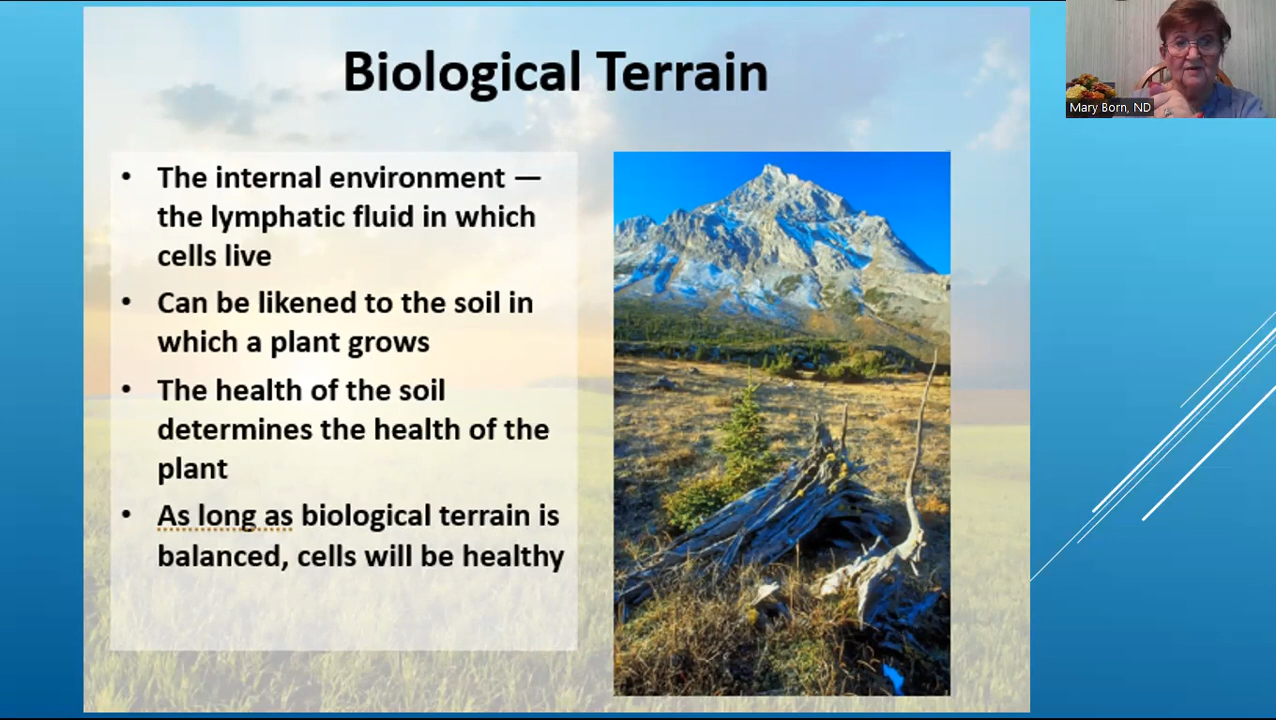 Biological Terrain
Mary Born, ND
• The internal environment —
the lymphatic fluid in which
cells live
• Can be likened to the soil in
which a plant grows
• The health of the soil
determines the health of the
plant
• As long as biological terrain is
balanced, cells will be healthy